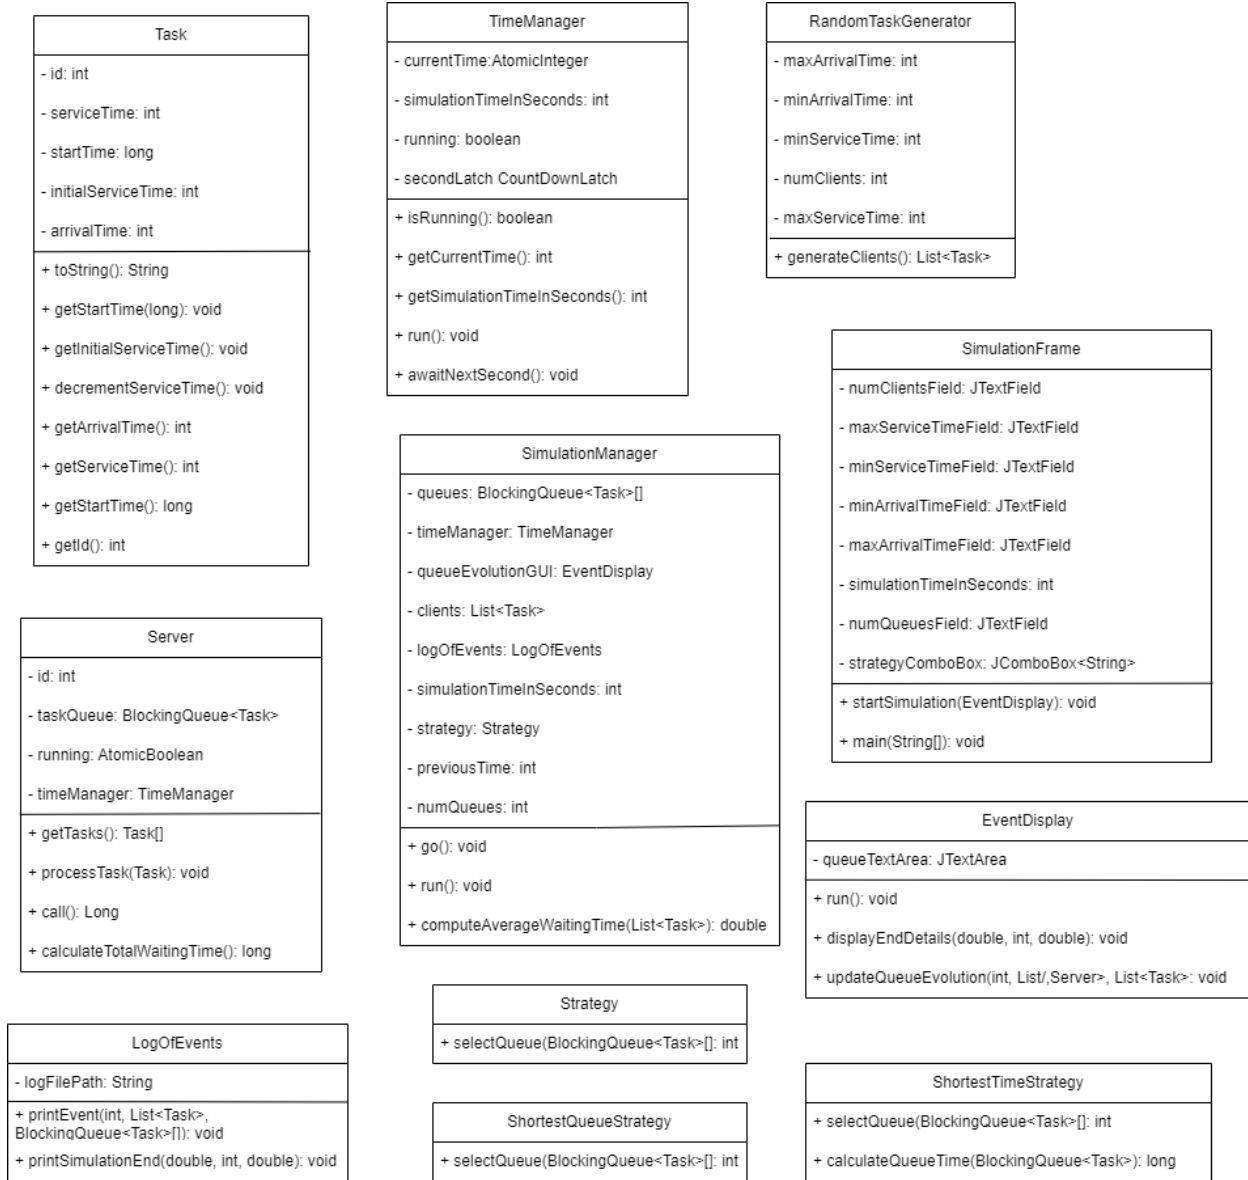 Task
- id: int
- serviceTime: int
- startTime: long
- initialServiceTime: int
- arrivalTime: int
+ toString(): String
+ getStartTime(long): void
+ getInitialServiceTime(): void
+ decrementServiceTime(): void
+ getArrivalTime(): int
+ getServiceTime(): int
+ getStartTime(): long
+ getId(): int
TimeManager
- currentTime:AtomicInteger
- simulationTimeInSeconds: int
- running: boolean
- secondLatch CountDownLatch
+ isRunning(): boolean
+ getCurrentTime(): int
+ getSimulationTimeInSeconds(): int
+ run(): void
+ awaitNextSecond(): void
RandomTaskGenerator
- maxArrivalTime: int
- minArrivalTime: int
- minServiceTime: int
- numClients: int
- maxServiceTime: int
+ generateClients(): List<Task>
SimulationFrame
- numClientsField: JTextField
- maxServiceTimeField: JTextField
- minServiceTimeField: JTextField
- minArrivalTimeField: JTextField
- maxArrivalTimeField: JTextField
- simulationTimeInSeconds: int
- numQueuesField: JTextField
- strategyComboBox: JComboBox<String>
+ startSimulation(EventDisplay): void
+ main(String[]): void
SimulationManager
- queues: BlockingQueue<Task>[]
- timeManager: TimeManager
- queueEvolutionGUI: EventDisplay
- clients: List<Task>
- logOfEvents: LogOfEvents
- simulationTimeInSeconds: int
- strategy: Strategy
- previousTime: int
- numQueues: int
+ go(): void
+ run(): void
+ computeAverageWaitingTime(List<Task>): double
Server
- id: int
- taskQueue: BlockingQueue<Task>
- running: AtomicBoolean
- timeManager: TimeManager
+ getTasks(): Task[]
+ processTask(Task): void
+ call(): Long
+ calculateTotalWaitingTime(): long
EventDisplay
- queueTextArea: JTextArea
+ run(): void
+ displayEndDetails(double, int, double): void
+ updateQueueEvolution(int, List/,Server>, List<Task>: void
Strategy
+ selectQueue(BlockingQueue<Task>[]: int
LogOfEvents
- logFilePath: String
+ printEvent(int, List<Task>,
BlockingQueue<Task>[]): void
+ printSimulationEnd(double, int, double): void
ShortestQueueStrategy
+ selectQueue(BlockingQueue<Task>[]: int
ShortestTimeStrategy
+ selectQueue(BlockingQueue<Task>[]: int
+ calculateQueueTime(BlockingQueue<Task>): long